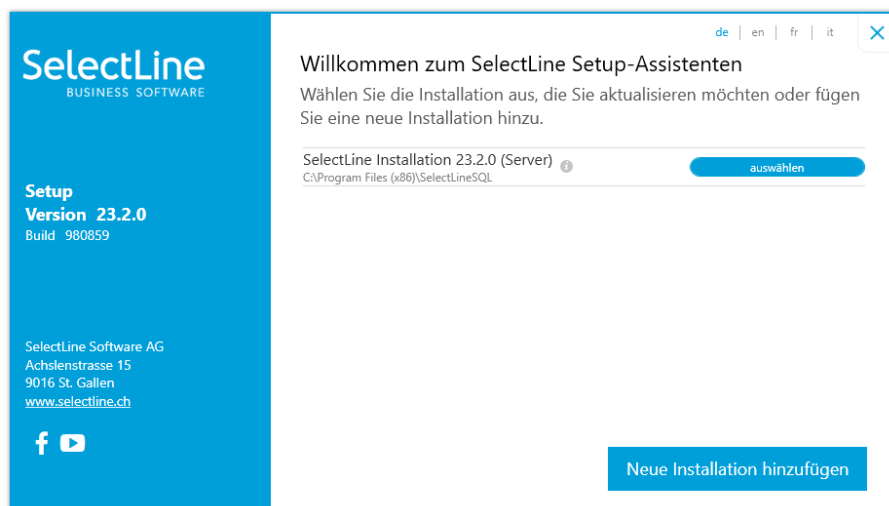 SelectLine
BUSINESS SOFTWARE
Setup
Version 23.2.0
Build 980859
SelectLine Software AG
Achslenstrasse 15
9016 St. Gallen
www.selectline.ch
de | en | fr | it
Willkommen zum SelectLine Setup-Assistenten
Wählen Sie die Installation aus, die Sie aktualisieren möchten oder fügen
Sie eine neue Installation hinzu.
SelectLine Installation 23.2.0 (Server)
C:\Program Files (x86)\SelectLineSQL
auswählen
Neue Installation hinzufügen